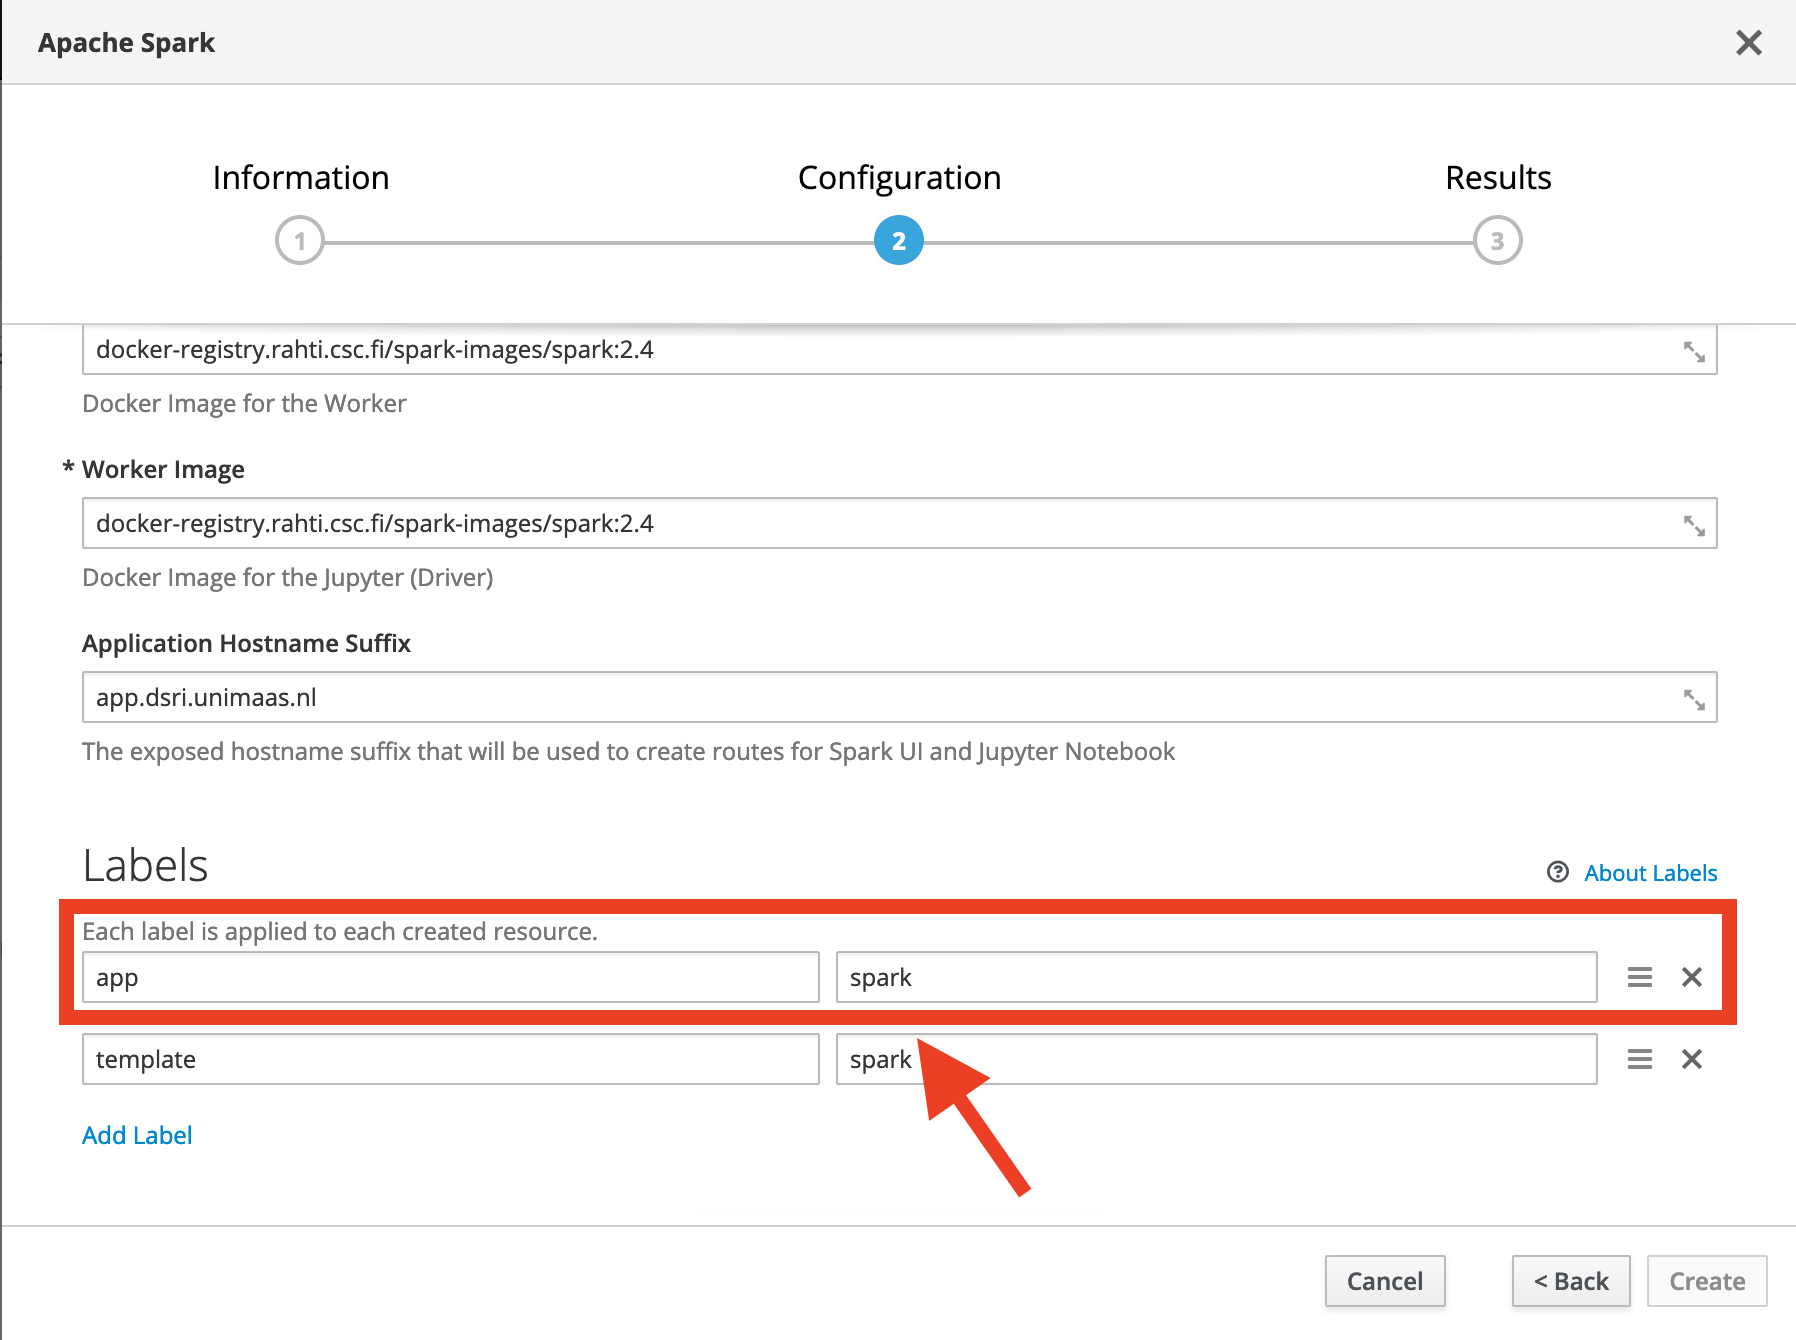 Apache Spark
Information Configuration Results
1 2 3
docker-registry.rahti.csc.fi/spark-images/spark:2.4
Docker Image for the Worker
* Worker Image
docker-registry.rahti.csc.fi/spark-images/spark:2.4
Docker Image for the Jupyter (Driver)
Application Hostname Suffix
app.dsri.unimaas.nl
The exposed hostname suffix that will be used to create routes for Spark UI and Jupyter Notebook
Labels
? About Labels
Each label is applied to each created resource.
app spark
template spark
Add Label
Cancel < Back Create